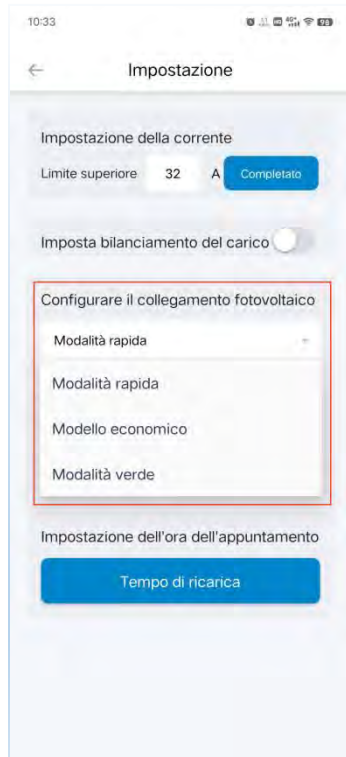 10:33
Impostazione
Impostazione della corrente
Limite superiore 32 A Completato
Imposta bilanciamento del carico
Configurare il collegamento fotovoltaico
Modalità rapida
Modalità rapida
Modello economico
Modalità verde
Impostazione dell'ora dell'appuntamento
Tempo di ricarica